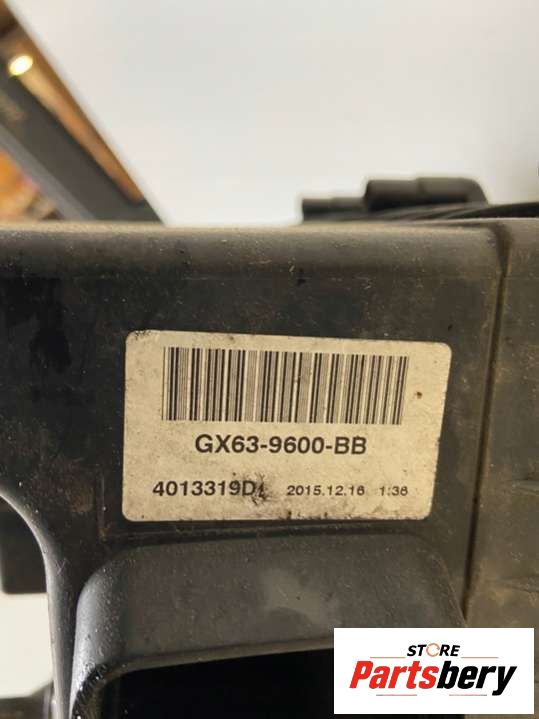 GX63-9600-BB
4013319D
2015.12.16 1:36
STORE
Partsbery